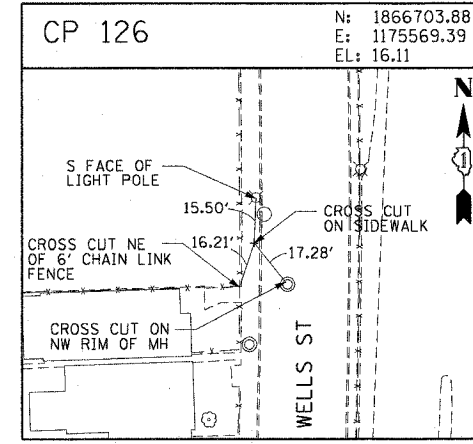 CP 126
N: 1866703.88
E: 1175569.39
EL: 16.11
N
S FACE OF
LIGHT POLE
15.50'
CROSS CUT
ON SIDEWALK
16.21'
17.28'
CROSS CUT NE
OF 6' CHAIN LINK
FENCE
CROSS CUT ON
NW RIM OF MH
WELLS ST